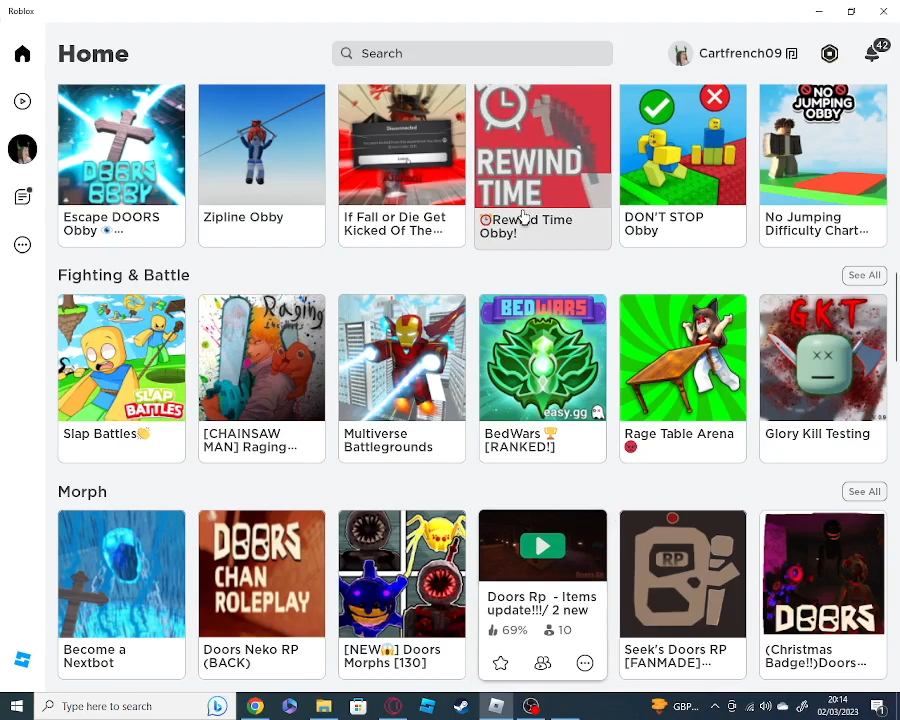 Roblox
Home
Search
Cartfrench09
42
DOORS
OBBY
Disconnected
Leave
REWIND
TIME
NO
JUMPING
OBBY
Escape DOORS
Obby 👁️···
Zipline Obby
If Fall or Die Get
Kicked Of The···
⏰Rewind Time
Obby!
DON'T STOP
Obby
No Jumping
Difficulty Chart···
Fighting & Battle
See All
SLAP
BATTLES
Raging
BEDWARS
easy.gg
GKT
Slap Battles👏
[CHAINSAW
MAN] Raging···
Multiverse
Battlegrounds
BedWars 🏆
[RANKED!]
Rage Table Arena
😡
Glory Kill Testing
Morph
See All
DOORS
CHAN
ROLEPLAY
RP
DOORS
Become a
Nextbot
Doors Neko RP
(BACK)
[NEW😱] Doors
Morphs [130]
Doors Rp - Items
update!!!/ 2 new
69%
10
Seek's Doors RP
[FANMADE]···
(Christmas
Badge!!)Doors···
Type here to search
GBP...
20:14
02/03/2023
1